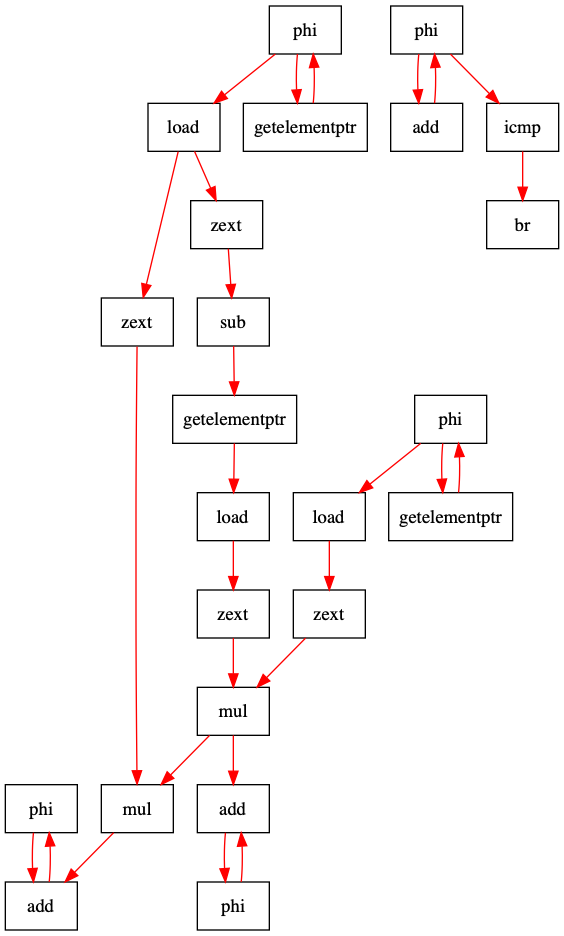 phi
phi
load
getelementptr
add
icmp
zext
br
zext
sub
getelementptr
phi
load
load
getelementptr
zext
zext
mul
phi
mul
add
add
phi